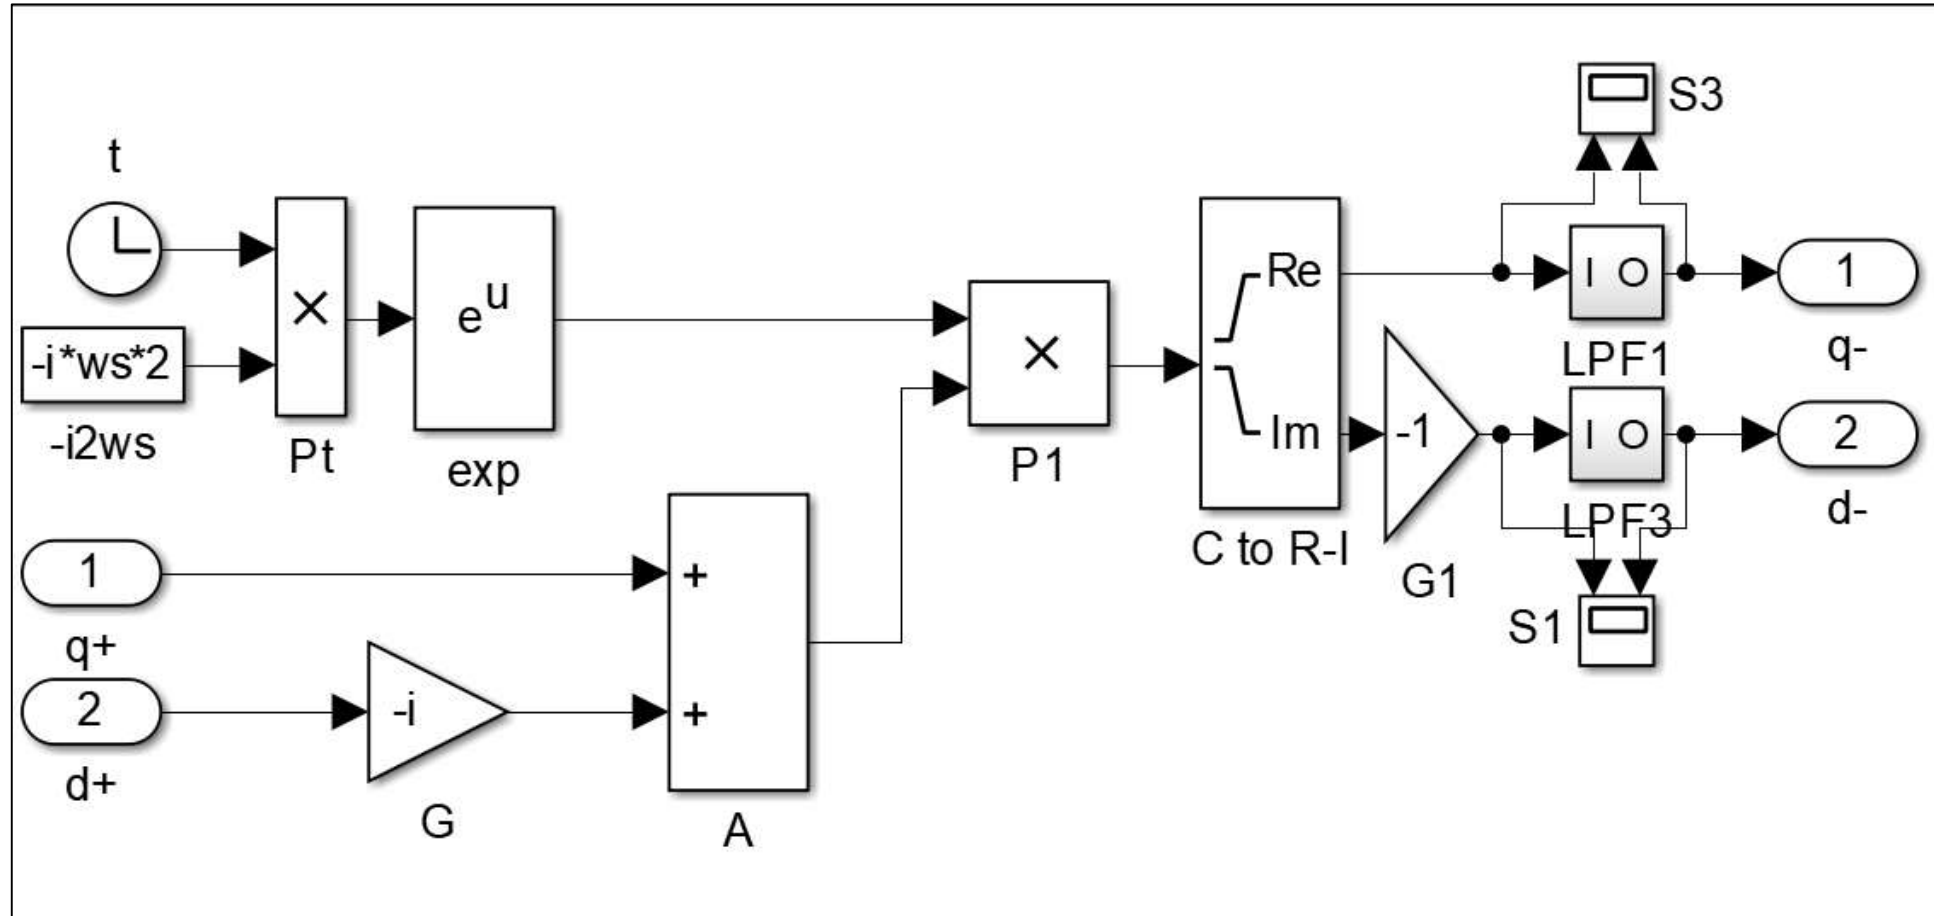 S3
t
-i*ws*2
-i2ws
×
Pt
e^u
exp
×
P1
Re
Im
C to R-I
-1
G1
I O
LPF1
1
q-
I O
LPF3
2
d-
S1
1
q+
2
d+
-i
G
+
+
A